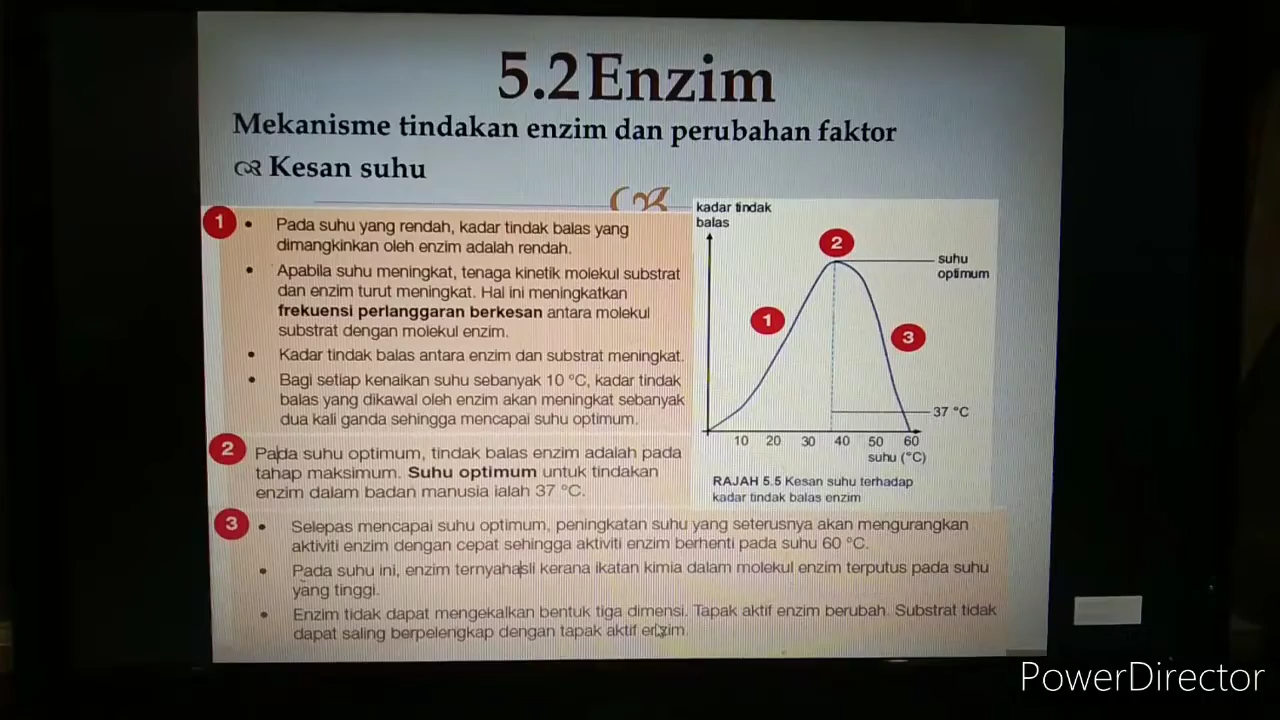 5.2Enzim
Mekanisme tindakan enzim dan perubahan faktor
Kesan suhu
1
• Pada suhu yang rendah, kadar tindak balas yang
dimangkinkan oleh enzim adalah rendah.
• Apabila suhu meningkat, tenaga kinetik molekul substrat
dan enzim turut meningkat. Hal ini meningkatkan
frekuensi perlanggaran berkesan antara molekul
substrat dengan molekul enzim.
• Kadar tindak balas antara enzim dan substrat meningkat.
• Bagi setiap kenaikan suhu sebanyak 10 °C, kadar tindak
balas yang dikawal oleh enzim akan meningkat sebanyak
dua kali ganda sehingga mencapai suhu optimum.
2
Pada suhu optimum, tindak balas enzim adalah pada
tahap maksimum. Suhu optimum untuk tindakan
enzim dalam badan manusia ialah 37 °C.
kadar tindak
balas
2
suhu
optimum
1
3
37 °C
10 20 30 40 50 60
suhu (°C)
RAJAH 5.5 Kesan suhu terhadap
kadar tindak balas enzim
3
• Selepas mencapai suhu optimum, peningkatan suhu yang seterusnya akan mengurangkan
aktiviti enzim dengan cepat sehingga aktiviti enzim berhenti pada suhu 60 °C.
• Pada suhu ini, enzim ternyahasli kerana ikatan kimia dalam molekul enzim terputus pada suhu
yang tinggi.
• Enzim tidak dapat mengekalkan bentuk tiga dimensi. Tapak aktif enzim berubah. Substrat tidak
dapat saling berpelengkap dengan tapak aktif enzim.
PowerDirector